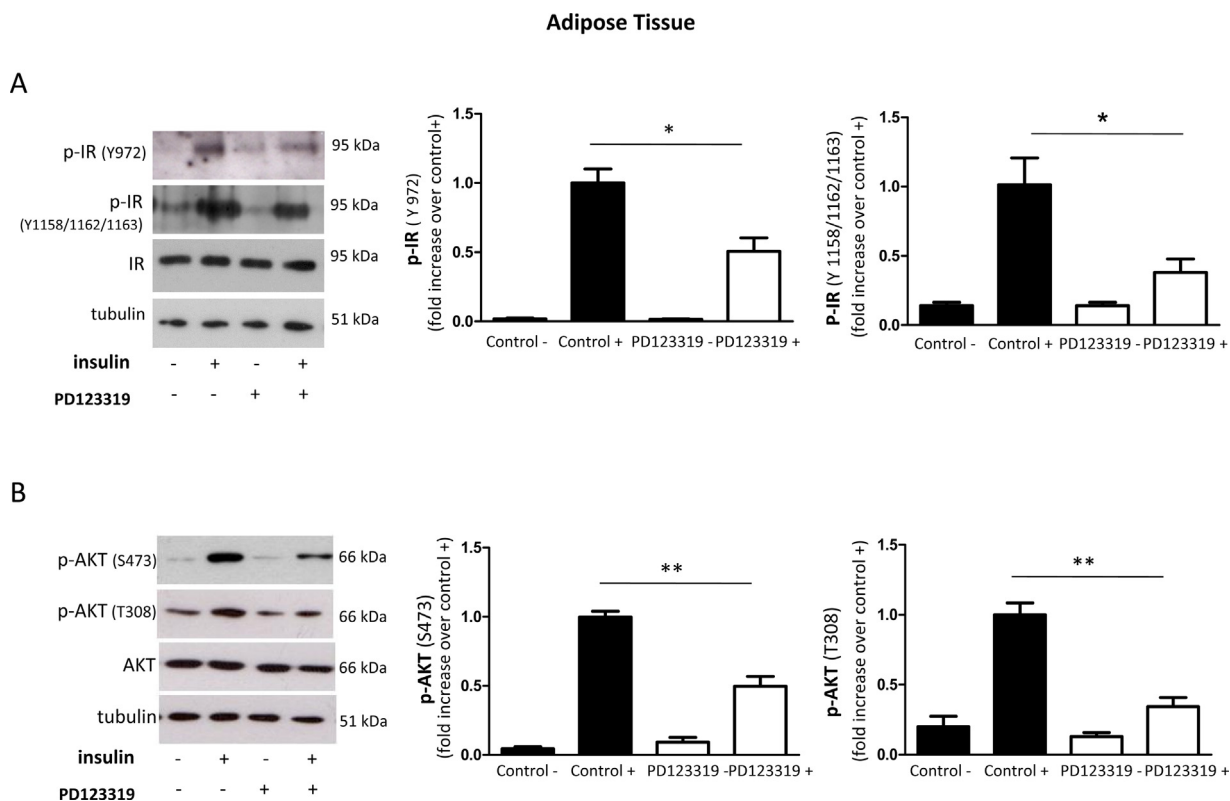 Adipose Tissue
A
p-IR (Y972)
95 kDa
p-IR
(Y1158/1162/1163)
95 kDa
IR
95 kDa
tubulin
51 kDa
insulin - + - +
PD123319 - - + +
p-IR ( Y 972)
(fold increase over control+)
1.5
1.0
0.5
0.0
*
Control - Control + PD123319 - PD123319 +
P-IR (Y 1158/1162/1163)
(fold increase over control+)
1.5
1.0
0.5
0.0
*
Control - Control + PD123319 - PD123319 +
B
p-AKT (S473)
66 kDa
p-AKT (T308)
66 kDa
AKT
66 kDa
tubulin
51 kDa
insulin - + - +
PD123319 - - + +
p-AKT (S473)
(fold increase over control +)
1.5
1.0
0.5
0.0
**
Control - Control + PD123319 -PD123319 +
p-AKT (T308)
(fold increase over control +)
1.5
1.0
0.5
0.0
**
Control - Control + PD123319 - PD123319 +